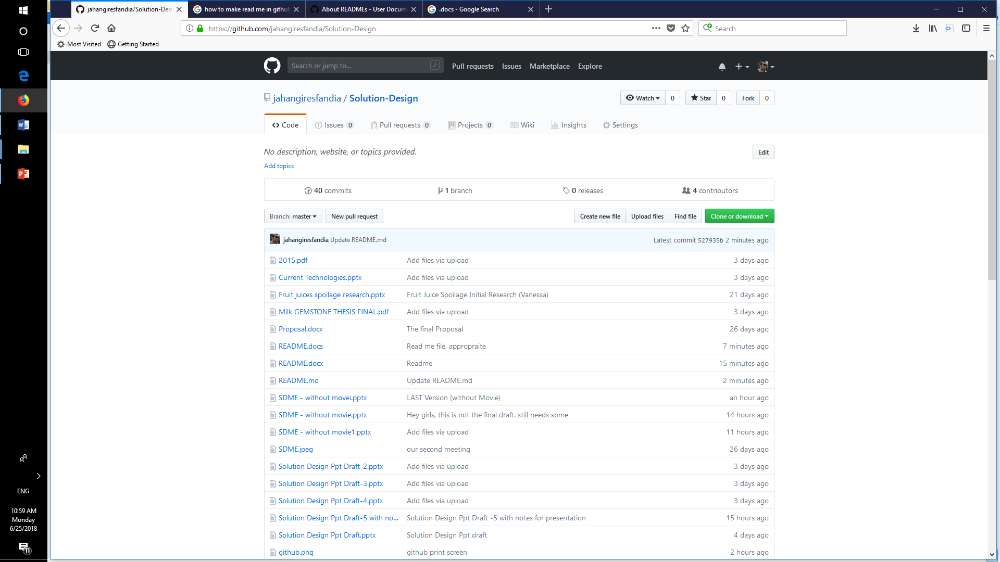 jahangiresfandia/Solution-Desi
how to make read me in github
About READMEs - User Docum
.docs - Google Search
https://github.com/jahangiresfandia/Solution-Design
Search
Most Visited
Getting Started
Search or jump to...
/
Pull requests
Issues
Marketplace
Explore
jahangiresfandia / Solution-Design
Watch 0
Star 0
Fork 0
Code
Issues 0
Pull requests 0
Projects 0
Wiki
Insights
Settings
No description, website, or topics provided.
Edit
Add topics
40 commits
1 branch
0 releases
4 contributors
Branch: master
New pull request
Create new file
Upload files
Find file
Clone or download
jahangiresfandia Update README.md
Latest commit 527935b 2 minutes ago
2015.pdf Add files via upload 3 days ago
Current Technologies.pptx Add files via upload 3 days ago
Fruit juices spoilage research.pptx Fruit Juice Spoilage Initial Research (Vanessa) 21 days ago
Milk GEMSTONE THESIS FINAL.pdf Add files via upload 3 days ago
Proposal.docx The final Proposal 26 days ago
README.docs Read me file, appropraite 7 minutes ago
README.docx Readme 15 minutes ago
README.md Update README.md 2 minutes ago
SDME - without movei.pptx LAST Version (without Movie) an hour ago
SDME - without movie.pptx Hey girls, this is not the final draft. still needs some 14 hours ago
SDME - without movie1.pptx Add files via upload 11 hours ago
SDME.jpeg our second meeting 26 days ago
Solution Design Ppt Draft-2.pptx Add files via upload 3 days ago
Solution Design Ppt Draft-3.pptx Add files via upload 3 days ago
Solution Design Ppt Draft-4.pptx Add files via upload 3 days ago
Solution Design Ppt Draft-5 with no... Solution Design Ppt Draft -5 with notes for presentation 15 hours ago
Solution Design Ppt Draft.pptx Solution Design Ppt draft 4 days ago
github.png github print screen 2 hours ago
ENG
10:59 AM
Monday
6/25/2018
11